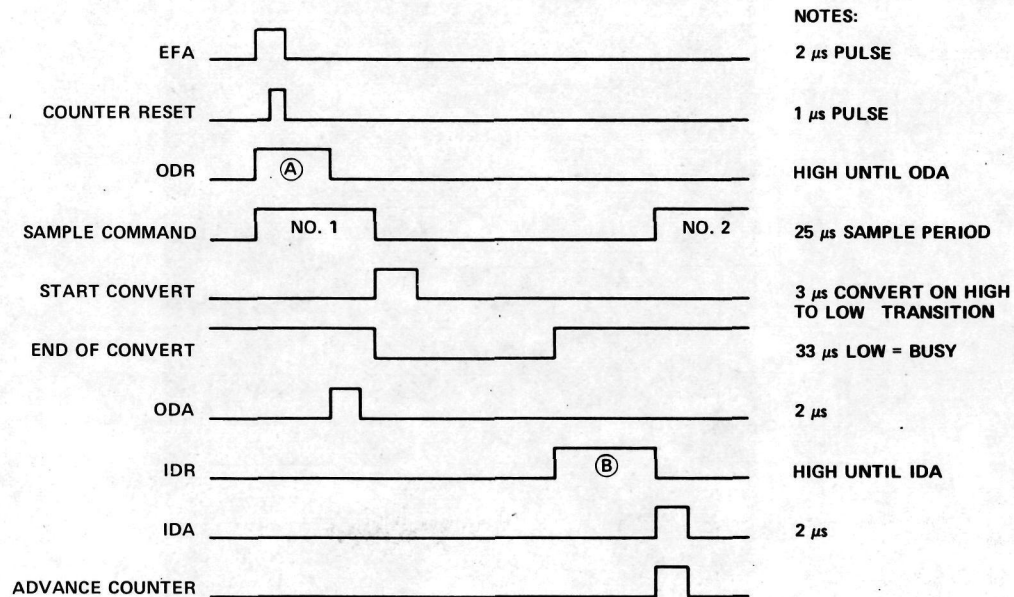 NOTES:
EFA
2 μs PULSE
COUNTER RESET
1 μs PULSE
ODR
A
HIGH UNTIL ODA
SAMPLE COMMAND
NO. 1
NO. 2
25 μs SAMPLE PERIOD
START CONVERT
3 μs CONVERT ON HIGH
TO LOW TRANSITION
END OF CONVERT
33 μs LOW = BUSY
ODA
2 μs
IDR
B
HIGH UNTIL IDA
IDA
2 μs
ADVANCE COUNTER